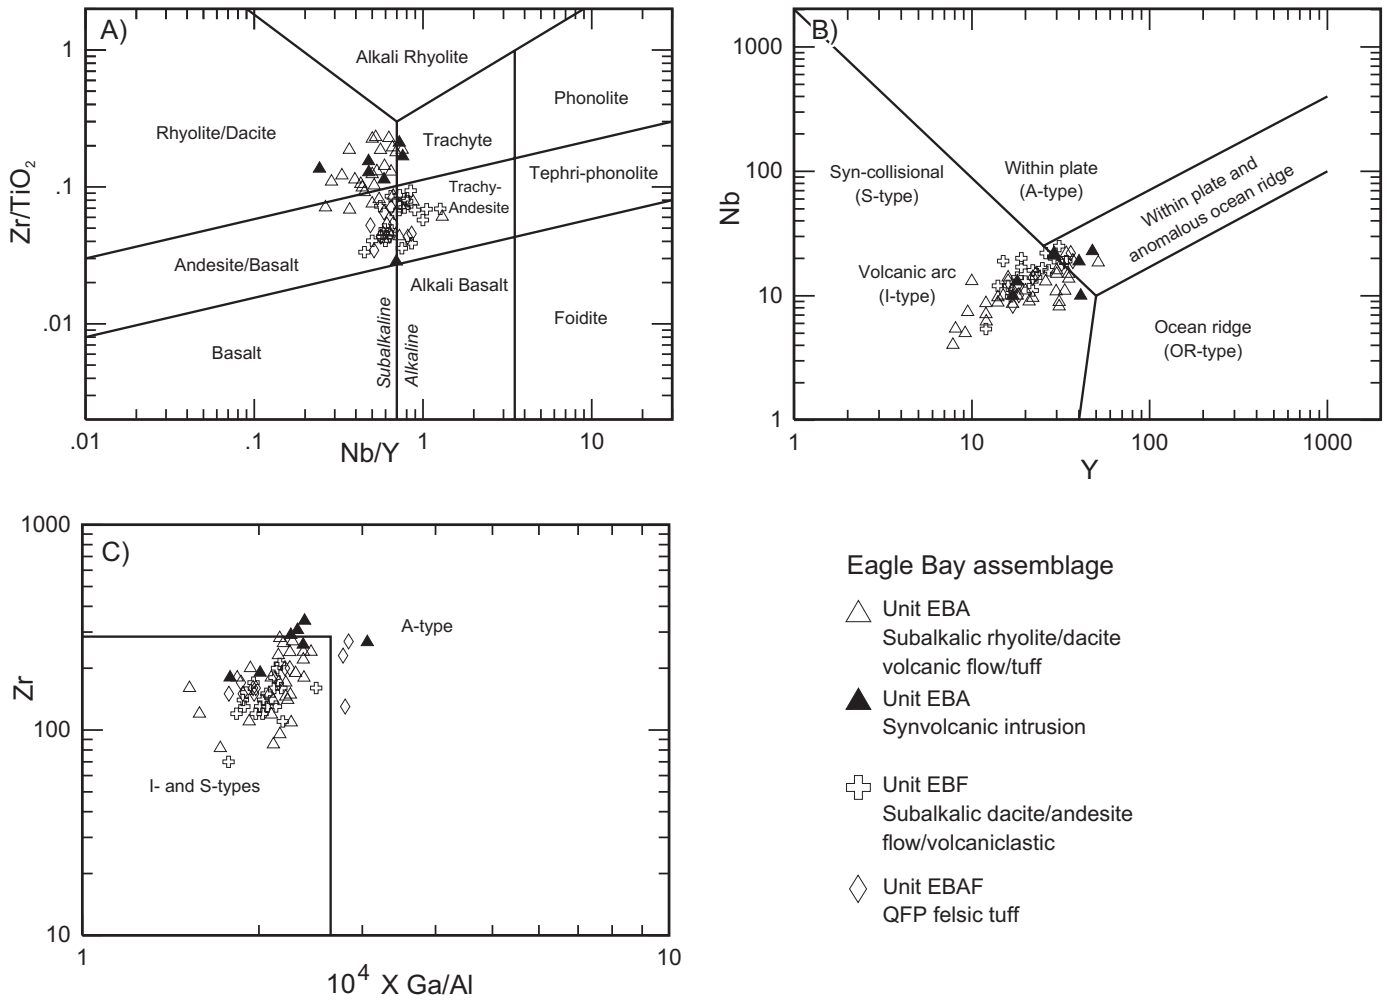 A)
1
.1
.01
Zr/TiO2
Alkali Rhyolite
Phonolite
Rhyolite/Dacite
Trachyte
Tephri-phonolite
Trachy-
Andesite
Andesite/Basalt
Alkali Basalt
Foidite
Basalt
Subalkaline
Alkaline
.01
.1
1
10
Nb/Y
B)
1000
100
10
1
Nb
Syn-collisional
(S-type)
Within plate
(A-type)
Within plate and
anomalous ocean ridge
Volcanic arc
(I-type)
Ocean ridge
(OR-type)
1
10
100
1000
Y
C)
1000
100
10
Zr
A-type
I- and S-types
1
10
10^4 X Ga/Al
Eagle Bay assemblage
Unit EBA
Subalkalic rhyolite/dacite
volcanic flow/tuff
Unit EBA
Synvolcanic intrusion
Unit EBF
Subalkalic dacite/andesite
flow/volcaniclastic
Unit EBAF
QFP felsic tuff